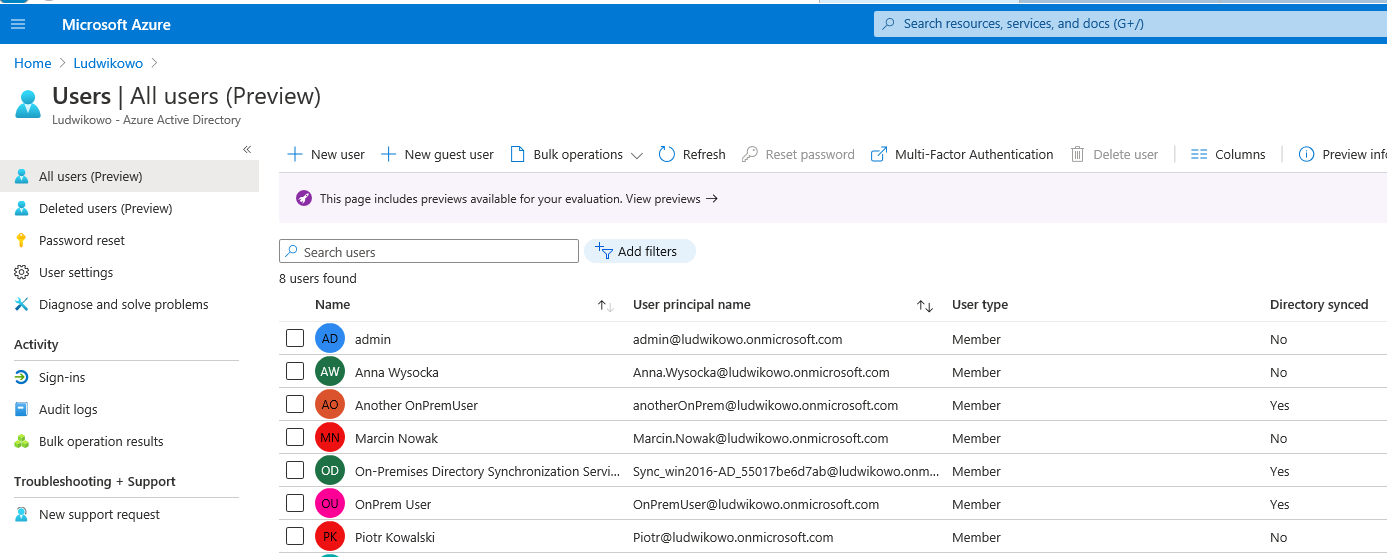 Microsoft Azure
Search resources, services, and docs (G+/)
Home > Ludwikowo >
Users | All users (Preview)
Ludwikowo - Azure Active Directory
«
All users (Preview)
Deleted users (Preview)
Password reset
User settings
Diagnose and solve problems
Activity
Sign-ins
Audit logs
Bulk operation results
Troubleshooting + Support
New support request
New user New guest user Bulk operations Refresh Reset password Multi-Factor Authentication Delete user Columns Preview info
This page includes previews available for your evaluation. View previews →
Search users Add filters
8 users found
Name User principal name User type Directory synced
AD admin admin@ludwikowo.onmicrosoft.com Member No
AW Anna Wysocka Anna.Wysocka@ludwikowo.onmicrosoft.com Member No
AO Another OnPremUser anotherOnPrem@ludwikowo.onmicrosoft.com Member Yes
MN Marcin Nowak Marcin.Nowak@ludwikowo.onmicrosoft.com Member No
OD On-Premises Directory Synchronization Servi... Sync_win2016-AD_55017be6d7ab@ludwikowo.onm... Member Yes
OU OnPrem User OnPremUser@ludwikowo.onmicrosoft.com Member Yes
PK Piotr Kowalski Piotr@ludwikowo.onmicrosoft.com Member No